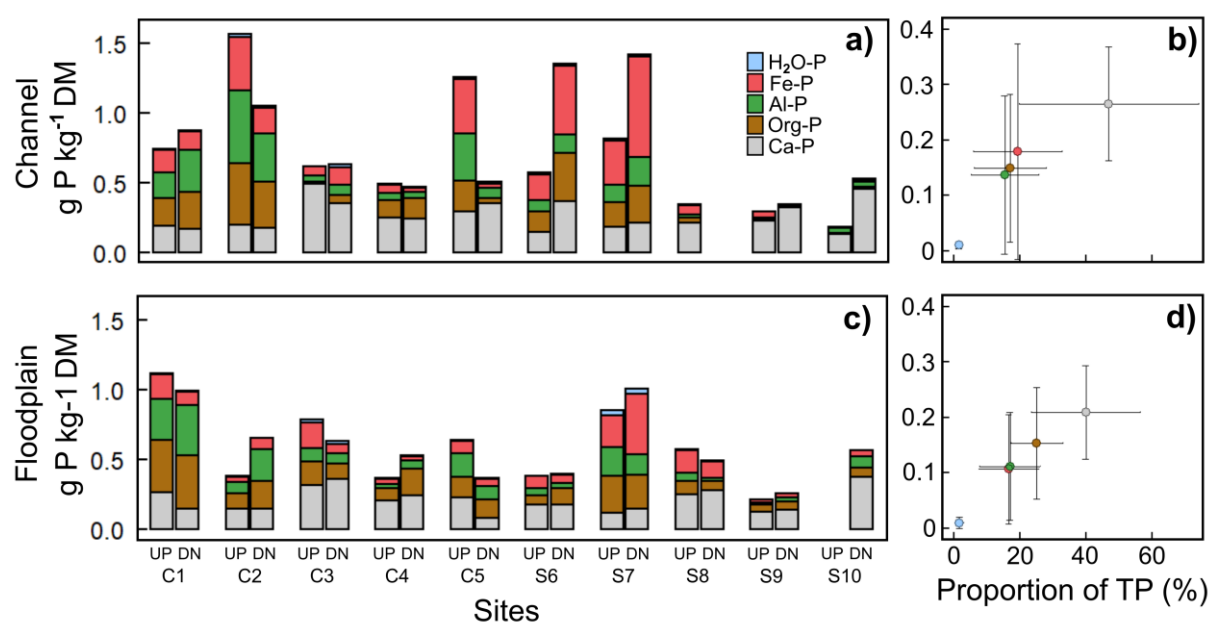 a)
b)
1.5
1.0
0.5
0.0
Channel
g P kg⁻¹ DM
H₂O-P
Fe-P
Al-P
Org-P
Ca-P
0.4
0.3
0.2
0.1
0
c)
d)
1.5
1.0
0.5
0.0
Floodplain
g P kg-1 DM
0.4
0.3
0.2
0.1
0
UP DN UP DN UP DN UP DN UP DN UP DN UP DN UP DN UP DN UP DN
C1 C2 C3 C4 C5 S6 S7 S8 S9 S10
Sites
0 20 40 60
Proportion of TP (%)